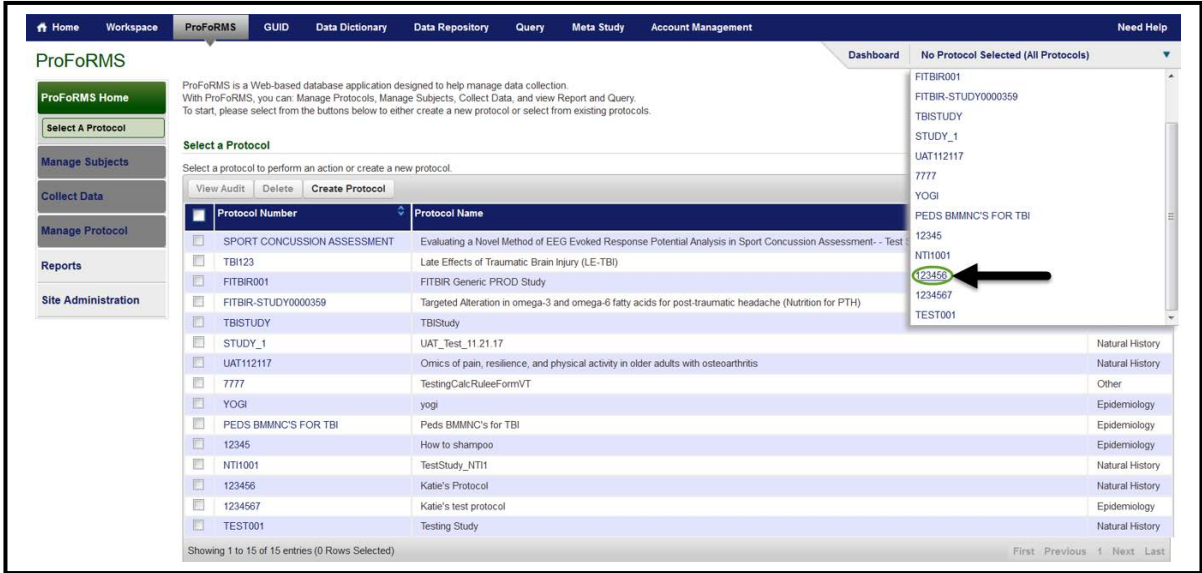 Home Workspace ProFoRMS GUID Data Dictionary Data Repository Query Meta Study Account Management Need Help
ProFoRMS
Dashboard No Protocol Selected (All Protocols)
ProFoRMS Home
Select A Protocol
Manage Subjects
Collect Data
Manage Protocol
Reports
Site Administration
ProFoRMS is a Web-based database application designed to help manage data collection.
With ProFoRMS, you can: Manage Protocols, Manage Subjects, Collect Data, and view Report and Query.
To start, please select from the buttons below to either create a new protocol or select from existing protocols.
Select a Protocol
Select a protocol to perform an action or create a new protocol.
View Audit Delete Create Protocol
Protocol Number Protocol Name
SPORT CONCUSSION ASSESSMENT Evaluating a Novel Method of EEG Evoked Response Potential Analysis in Sport Concussion Assessment- - Test
TBI123 Late Effects of Traumatic Brain Injury (LE-TBI)
FITBIR001 FITBIR Generic PROD Study
FITBIR-STUDY0000359 Targeted Alteration in omega-3 and omega-6 fatty acids for post-traumatic headache (Nutrition for PTH)
TBISTUDY TBIStudy
STUDY_1 UAT_Test_11.21.17 Natural History
UAT112117 Omics of pain, resilience, and physical activity in older adults with osteoarthritis Natural History
7777 TestingCalcRuleeFormVT Other
YOGI yogi Epidemiology
PEDS BMMNC'S FOR TBI Peds BMMNC's for TBI Epidemiology
12345 How to shampoo Epidemiology
NTI1001 TestStudy_NTI1 Natural History
123456 Katie's Protocol Natural History
1234567 Katie's test protocol Epidemiology
TEST001 Testing Study Natural History
Showing 1 to 15 of 15 entries (0 Rows Selected) First Previous 1 Next Last
FITBIR001
FITBIR-STUDY0000359
TBISTUDY
STUDY_1
UAT112117
7777
YOGI
PEDS BMMNC'S FOR TBI
12345
NTI1001
123456
1234567
TEST001